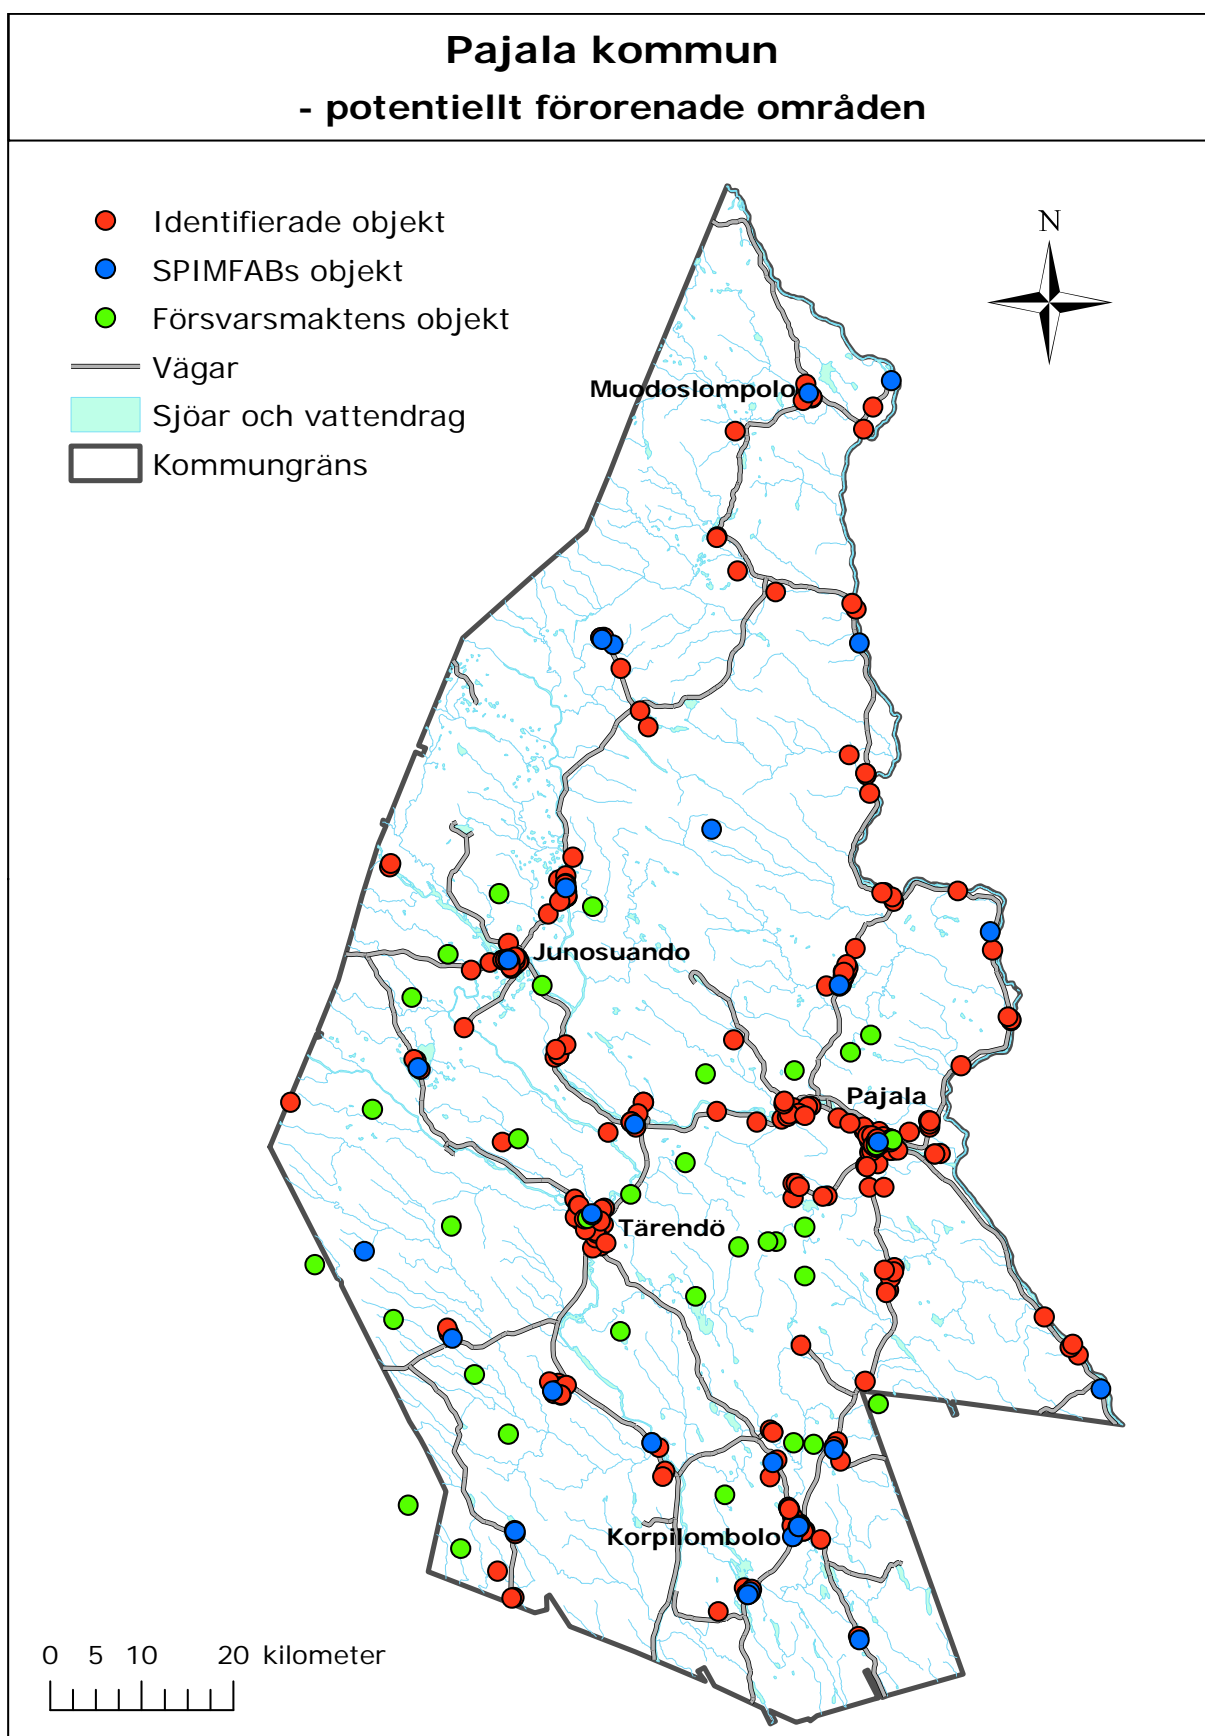 Pajala kommun
- potentiellt förorenade områden
Identifierade objekt
SPIMFABs objekt
Försvarsmaktens objekt
Vägar
Sjöar och vattendrag
Kommungräns
N
Muodoslompolo
Junosuando
Pajala
Tärendö
Korpilombolo
0 5 10 20 kilometer